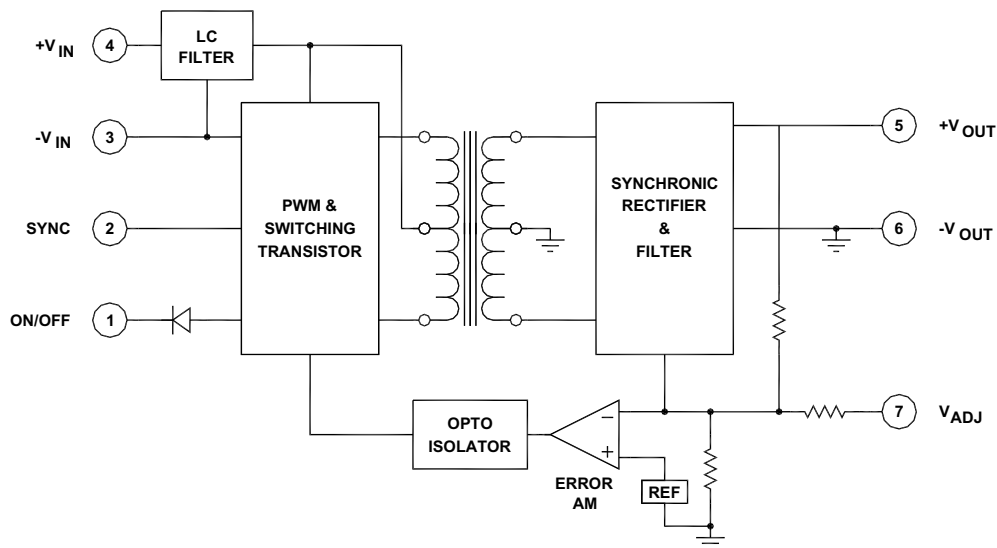 +V IN
4
LC
FILTER
-V IN
3
5
+V OUT
PWM &
SWITCHING
TRANSISTOR
SYNCHRONIC
RECTIFIER
&
FILTER
SYNC
2
6
-V OUT
ON/OFF
1
OPTO
ISOLATOR
−
+
ERROR
AM
REF
7
V ADJ